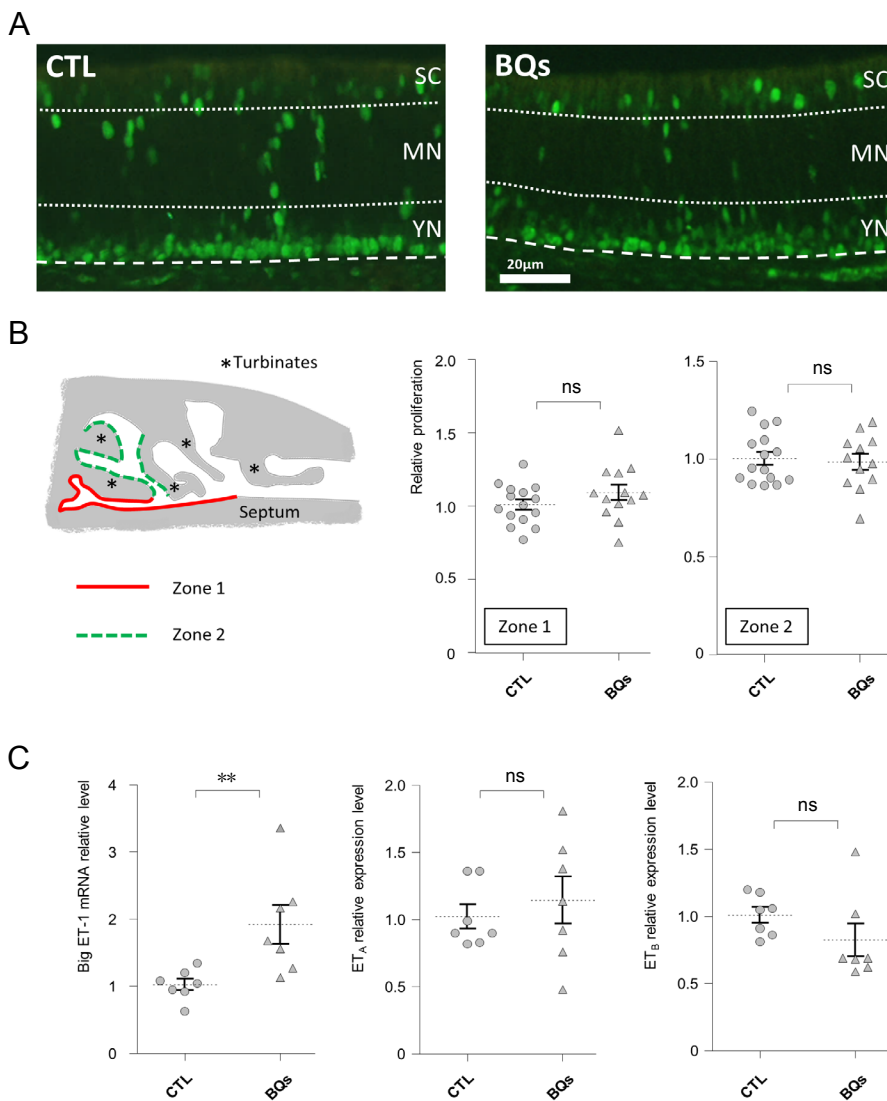 A
CTL
SC
MN
YN
BQs
SC
MN
YN
20µm
B
*Turbinates
*
*
*
*
*
Septum
Zone 1
Zone 2
Relative proliferation
2.0
1.5
1.0
0.5
0
ns
Zone 1
CTL
BQs
1.5
1.0
0.5
0
ns
Zone 2
CTL
BQs
C
Big ET-1 mRNA relative level
4
3
2
1
0
**
CTL
BQs
ETA relative expression level
2.0
1.5
1.0
0.5
0
ns
CTL
BQs
ETB relative expression level
2.0
1.5
1.0
0.5
0
ns
CTL
BQs